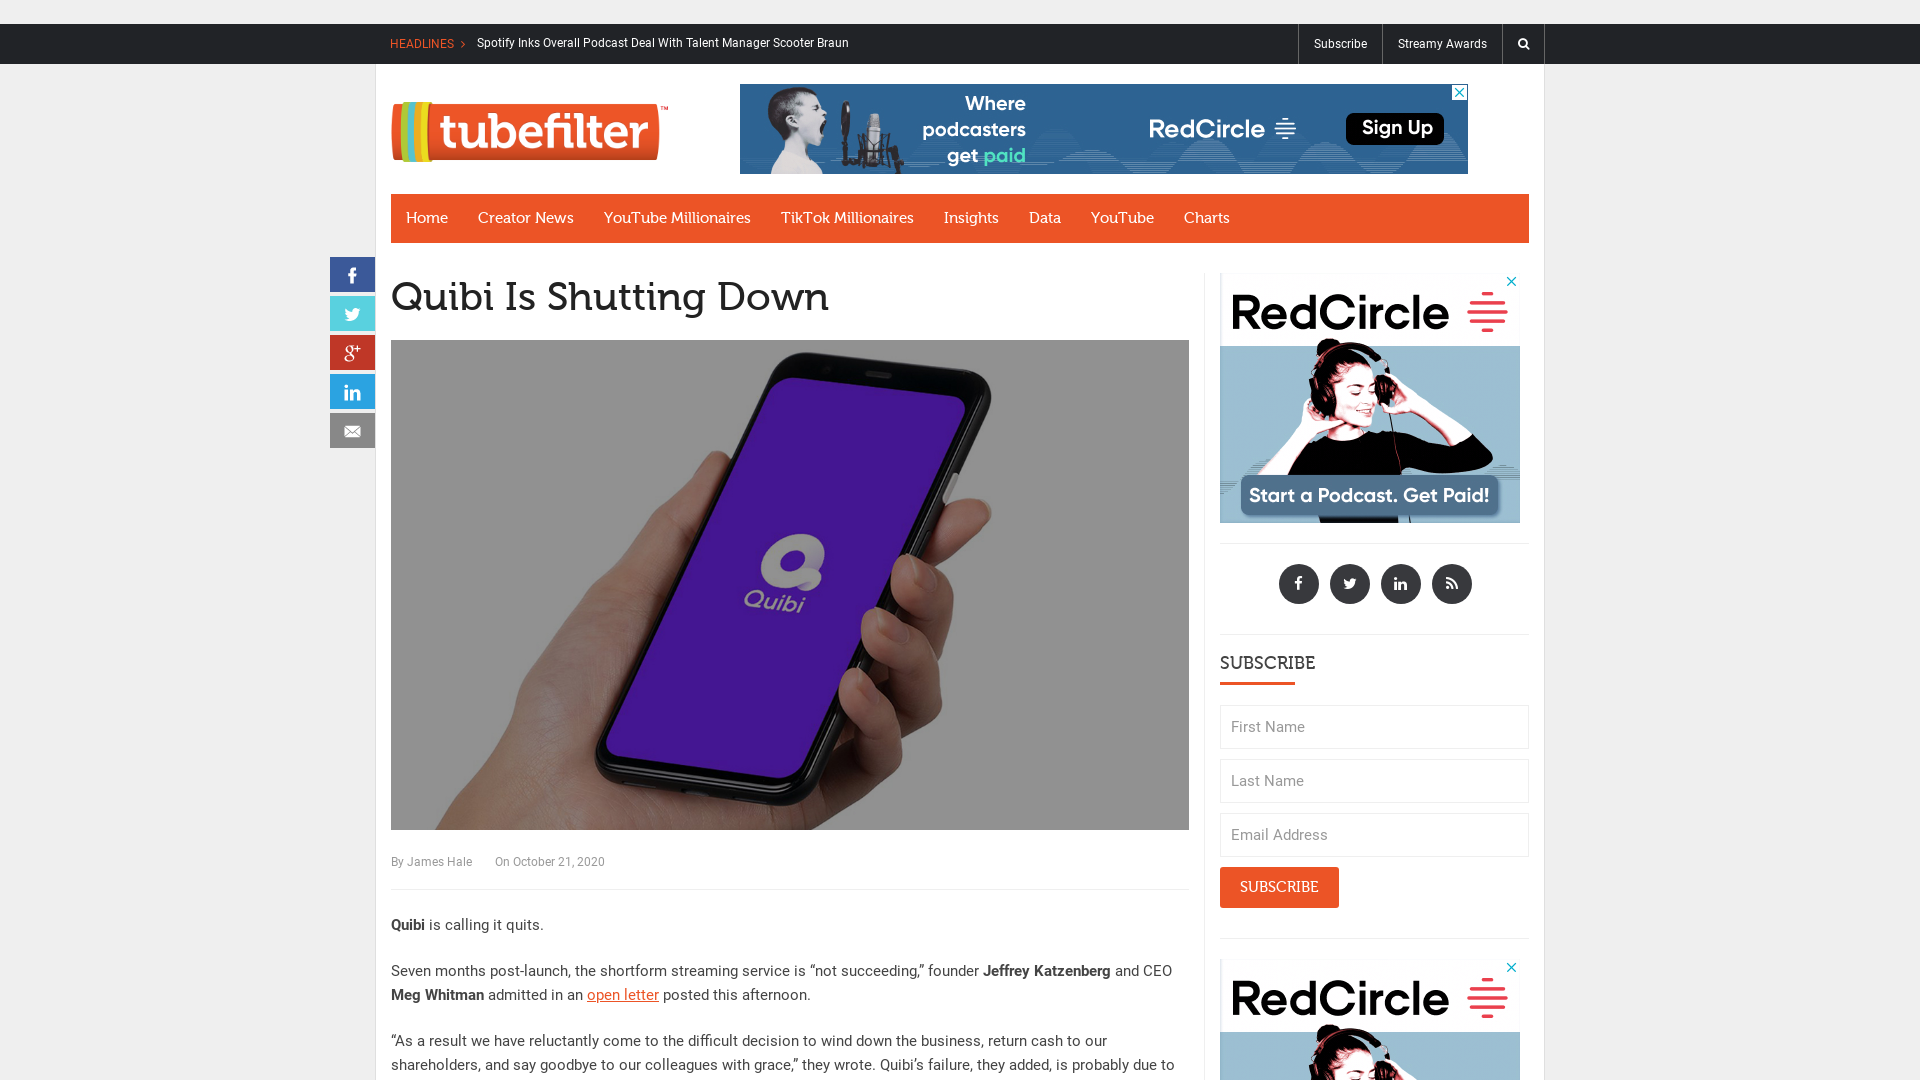 HEADLINES
Spotify Inks Overall Podcast Deal With Talent Manager Scooter Braun
Subscribe
Streamy Awards
tubefilter™
Where
podcasters
get paid
RedCircle
Sign Up
Home
Creator News
YouTube Millionaires
TikTok Millionaires
Insights
Data
YouTube
Charts
Quibi Is Shutting Down
Quibi
By James Hale
On October 21, 2020
Quibi is calling it quits.
Seven months post-launch, the shortform streaming service is “not succeeding,” founder Jeffrey Katzenberg and CEO
Meg Whitman admitted in an open letter posted this afternoon.
“As a result we have reluctantly come to the difficult decision to wind down the business, return cash to our
shareholders, and say goodbye to our colleagues with grace,” they wrote. Quibi’s failure, they added, is probably due to
RedCircle
Start a Podcast. Get Paid!
SUBSCRIBE
First Name
Last Name
Email Address
SUBSCRIBE
RedCircle